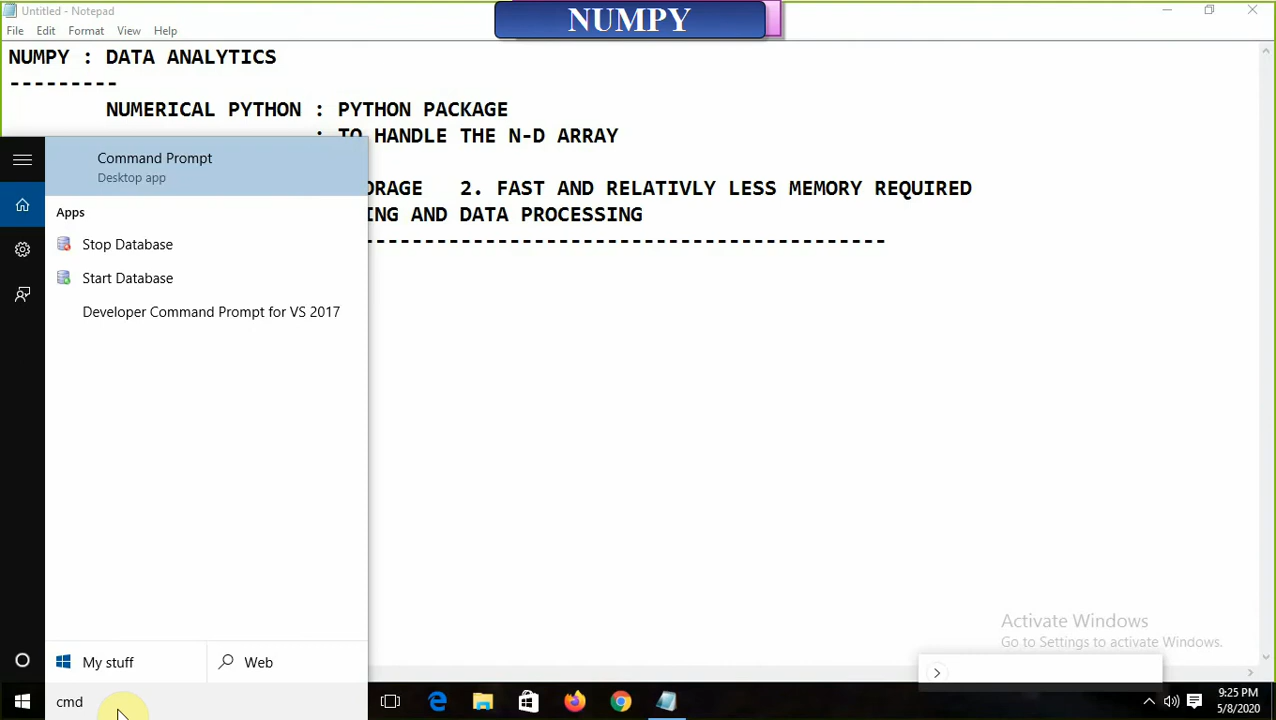 Untitled - Notepad
NUMPY
File Edit Format View Help
NUMPY : DATA ANALYTICS
---------
NUMERICAL PYTHON : PYTHON PACKAGE
: TO HANDLE THE N-D ARRAY
ORAGE 2. FAST AND RELATIVLY LESS MEMORY REQUIRED
ING AND DATA PROCESSING
-------------------------------------------
Command Prompt
Desktop app
Apps
Stop Database
Start Database
Developer Command Prompt for VS 2017
My stuff
Web
cmd
Activate Windows
Go to Settings to activate Windows.
9:25 PM
5/8/2020